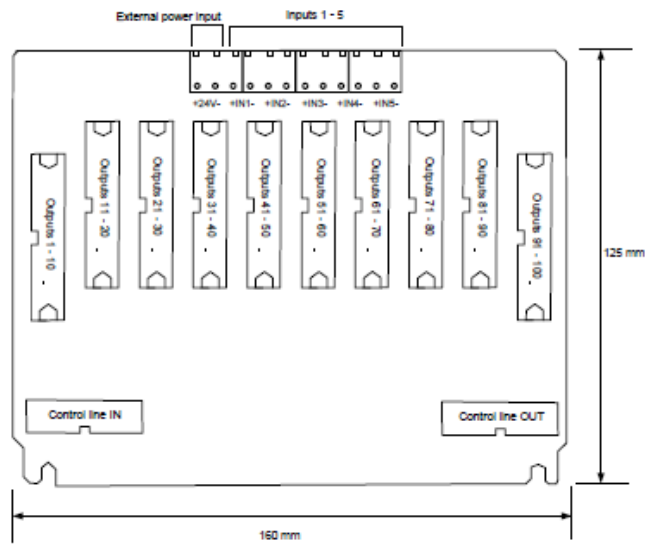 External power input Inputs 1 - 5
+24V- +IN1- +IN2- +IN3- +IN4- +IN5-
Outputs 1 - 10
Outputs 11 - 20
Outputs 21 - 30
Outputs 31 - 40
Outputs 41 - 50
Outputs 51 - 60
Outputs 61 - 70
Outputs 71 - 80
Outputs 81 - 90
Outputs 91 - 100
125 mm
Control line IN
Control line OUT
160 mm